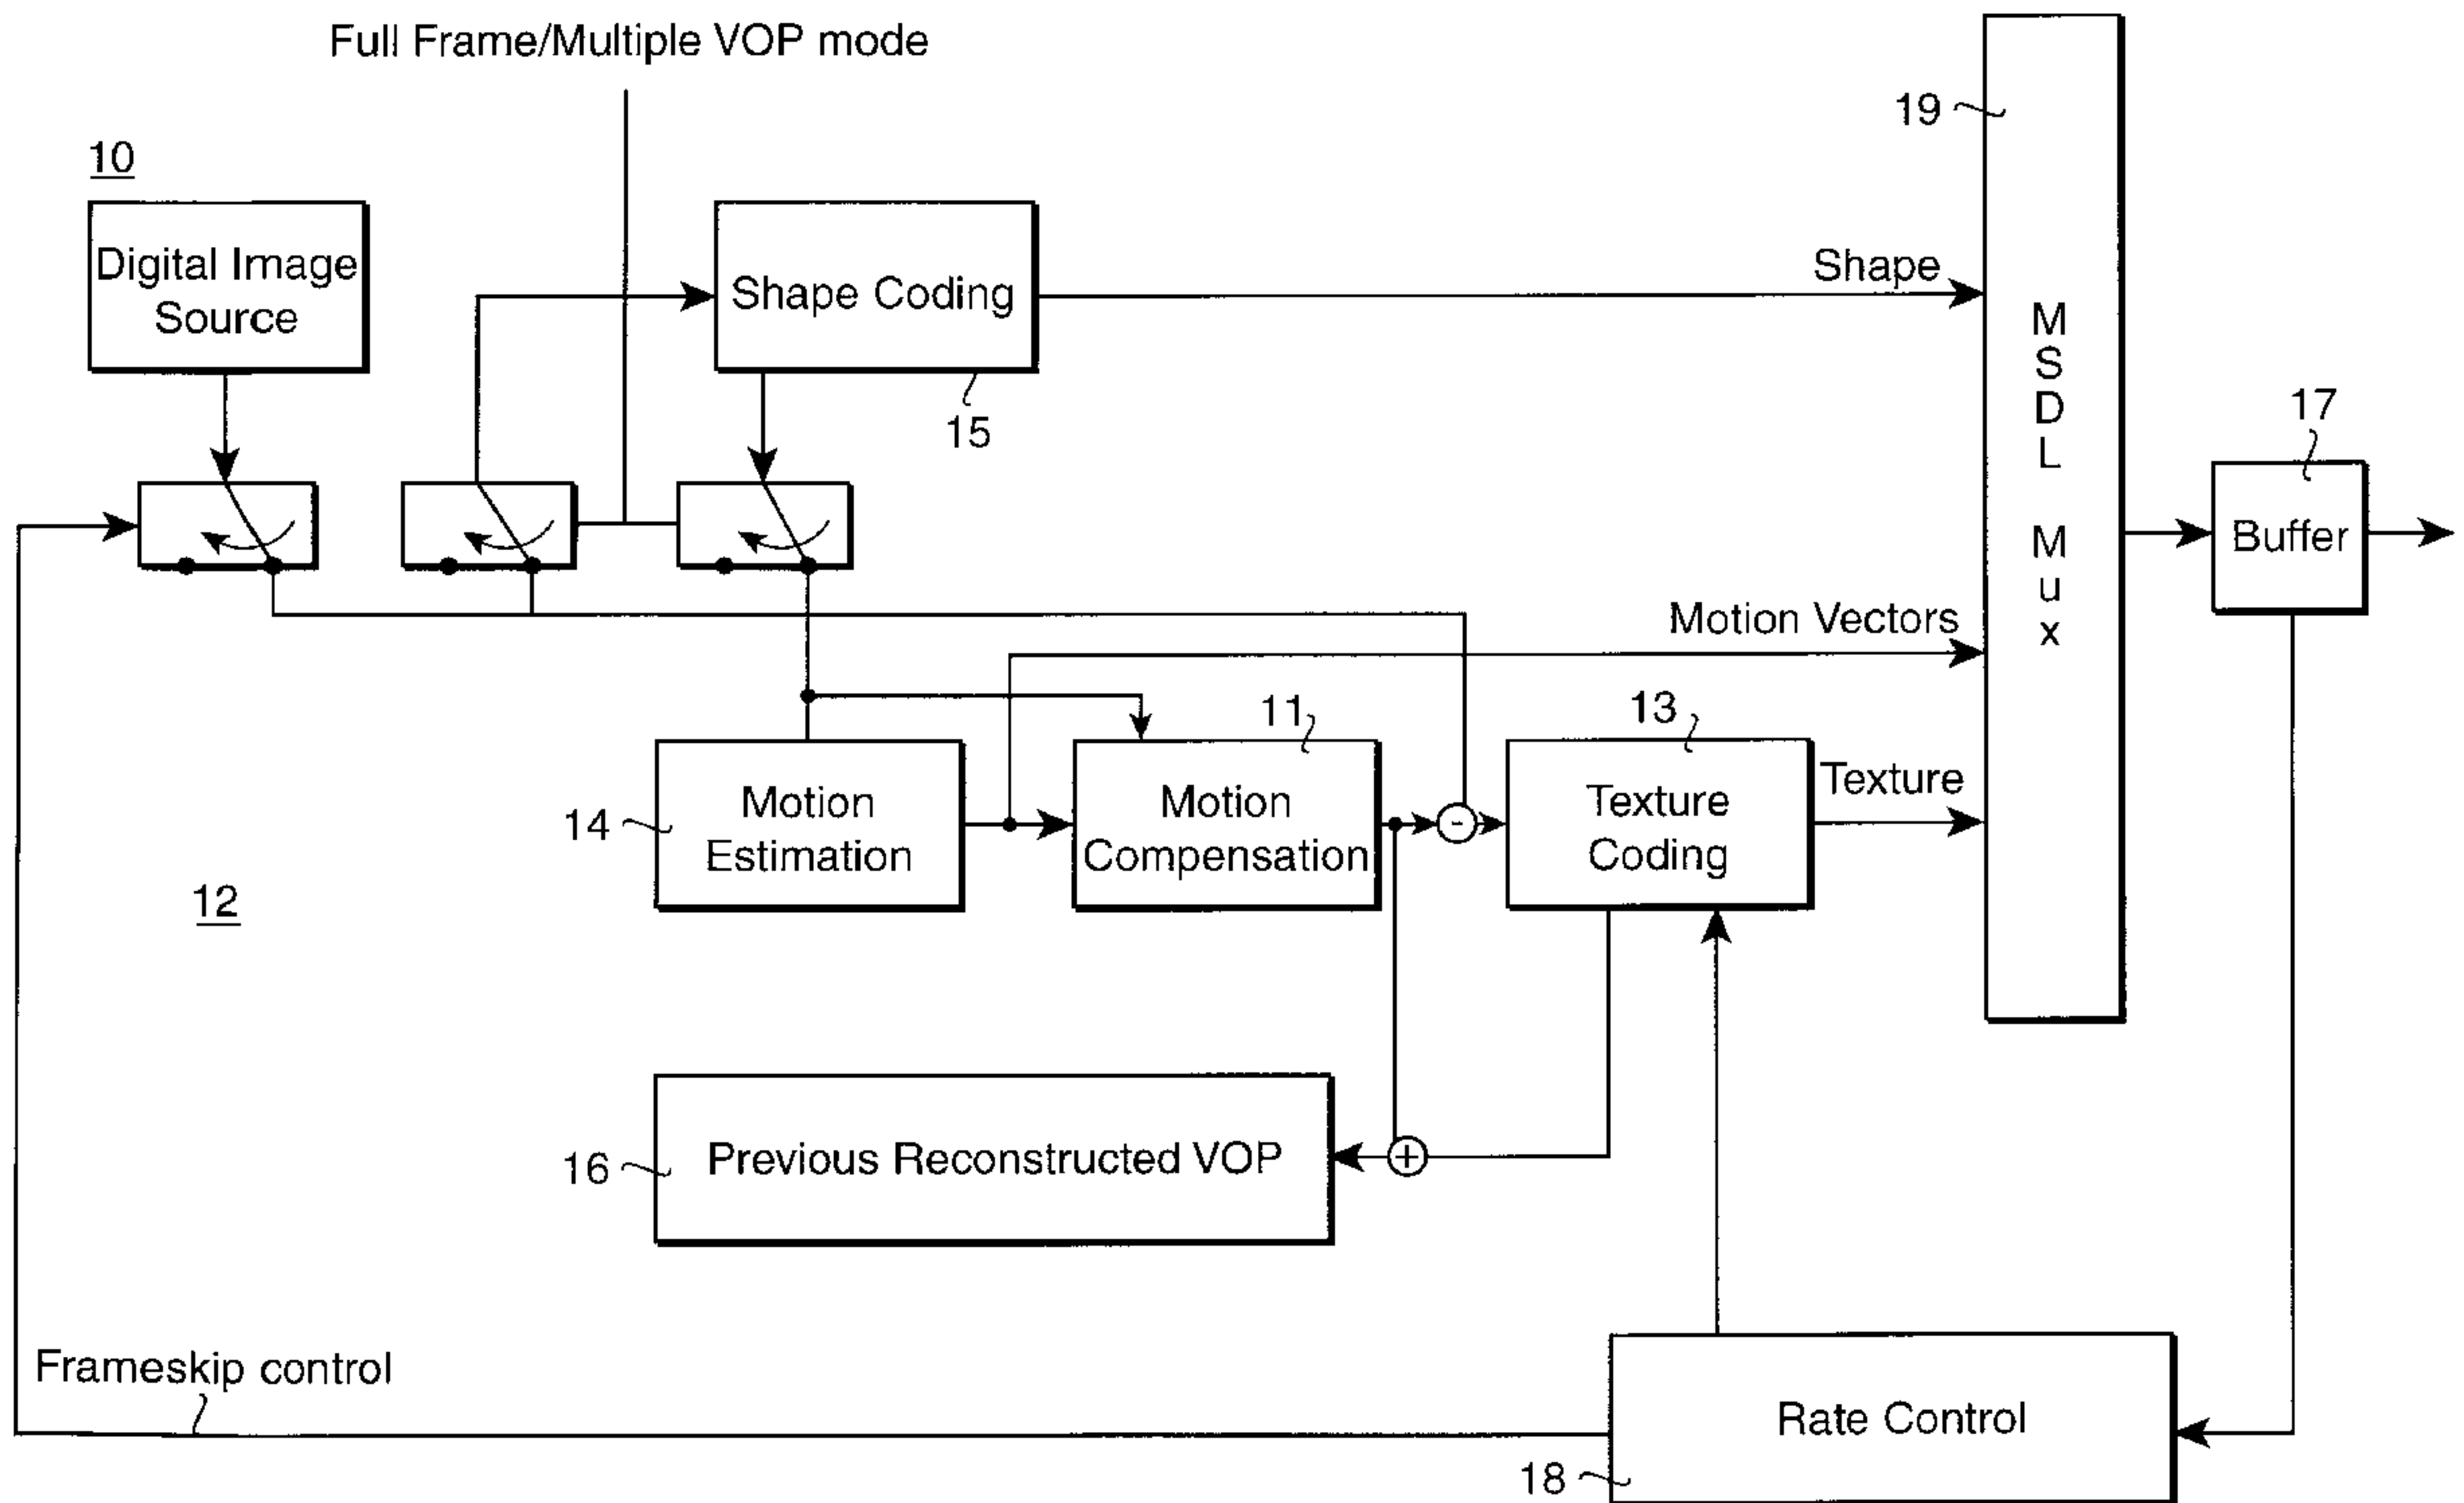 Full Frame/Multiple VOP mode
19
10
Digital Image
Source
Shape Coding
Shape
15
M
S
D
L
M
u
x
17
Buffer
Motion Vectors
11
13
Texture
14
Motion
Estimation
Motion
Compensation
-
Texture
Coding
12
16
Previous Reconstructed VOP
+
Frameskip control
Rate Control
18